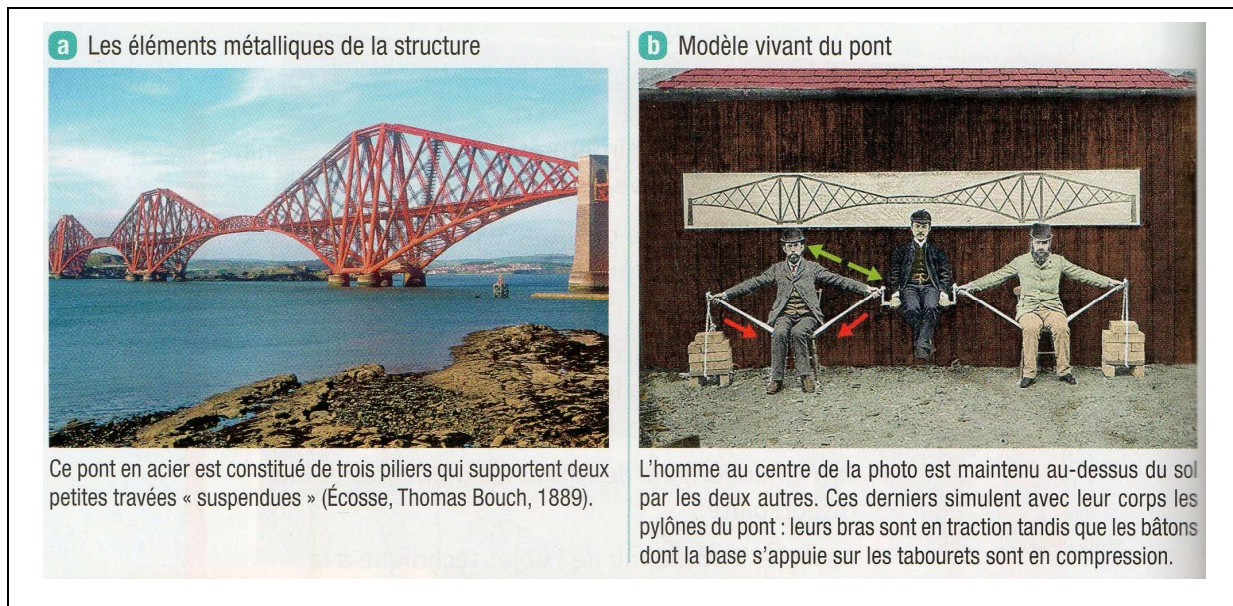 a Les éléments métalliques de la structure
Ce pont en acier est constitué de trois piliers qui supportent deux
petites travées « suspendues » (Écosse, Thomas Bouch, 1889).
b Modèle vivant du pont
L'homme au centre de la photo est maintenu au-dessus du sol
par les deux autres. Ces derniers simulent avec leur corps les
pylônes du pont : leurs bras sont en traction tandis que les bâtons
dont la base s'appuie sur les tabourets sont en compression.